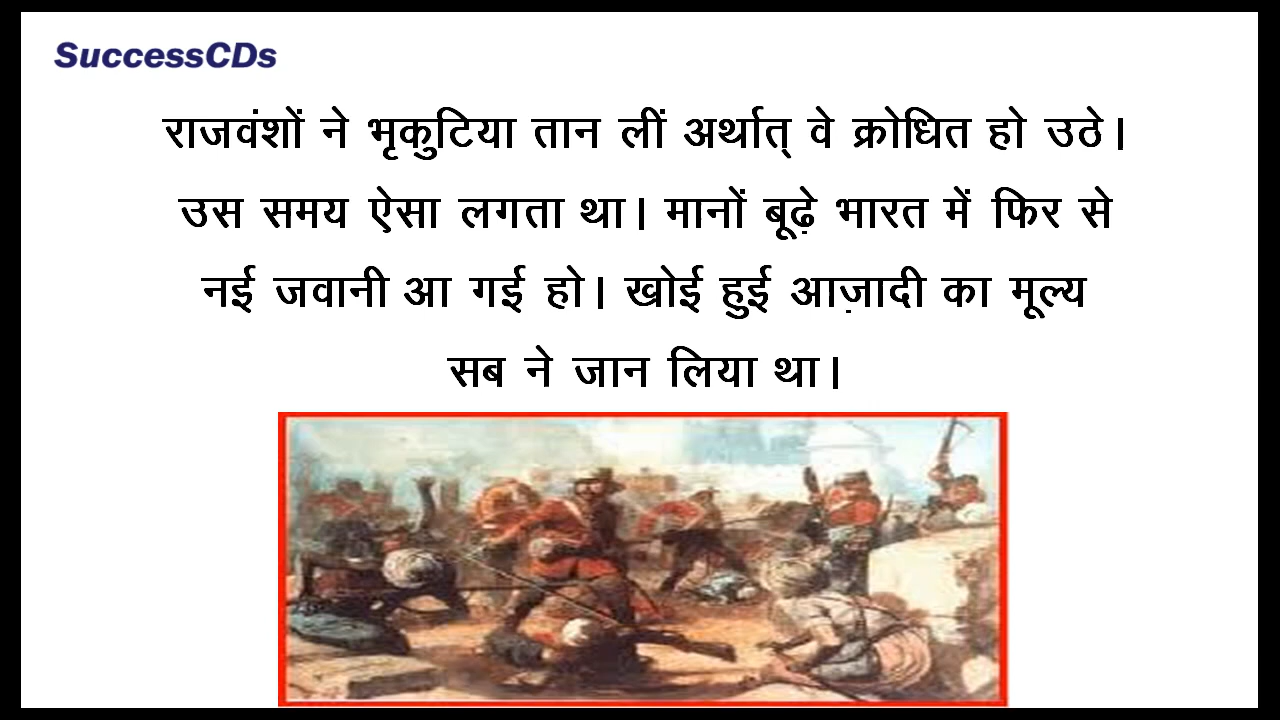 SuccessCDs
राजवंशों ने भृकुटिया तान लीं अर्थात् वे क्रोधित हो उठे।
उस समय ऐसा लगता था। मानों बूढ़े भारत में फिर से
नई जवानी आ गई हो। खोई हुई आज़ादी का मूल्य
सब ने जान लिया था।